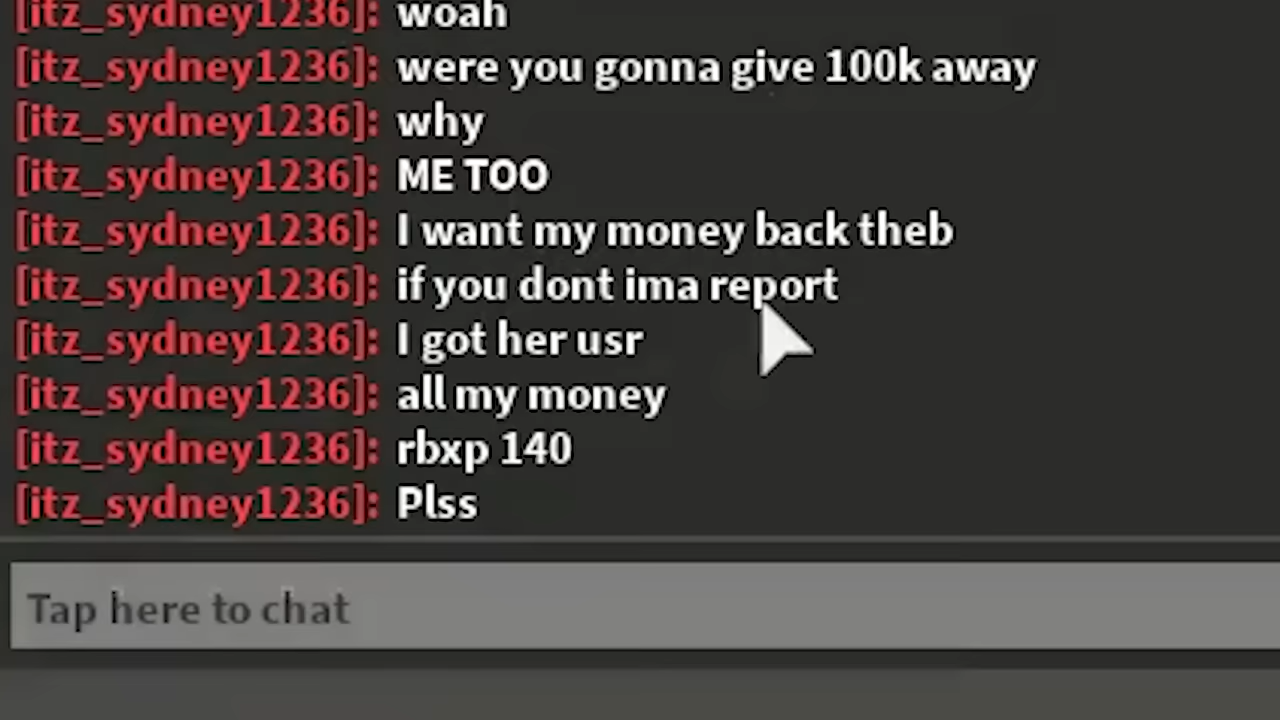 [itz_sydney1236]: woah
[itz_sydney1236]: were you gonna give 100k away
[itz_sydney1236]: why
[itz_sydney1236]: ME TOO
[itz_sydney1236]: I want my money back theb
[itz_sydney1236]: if you dont ima report
[itz_sydney1236]: I got her usr
[itz_sydney1236]: all my money
[itz_sydney1236]: rbxp 140
[itz_sydney1236]: Plss
Tap here to chat